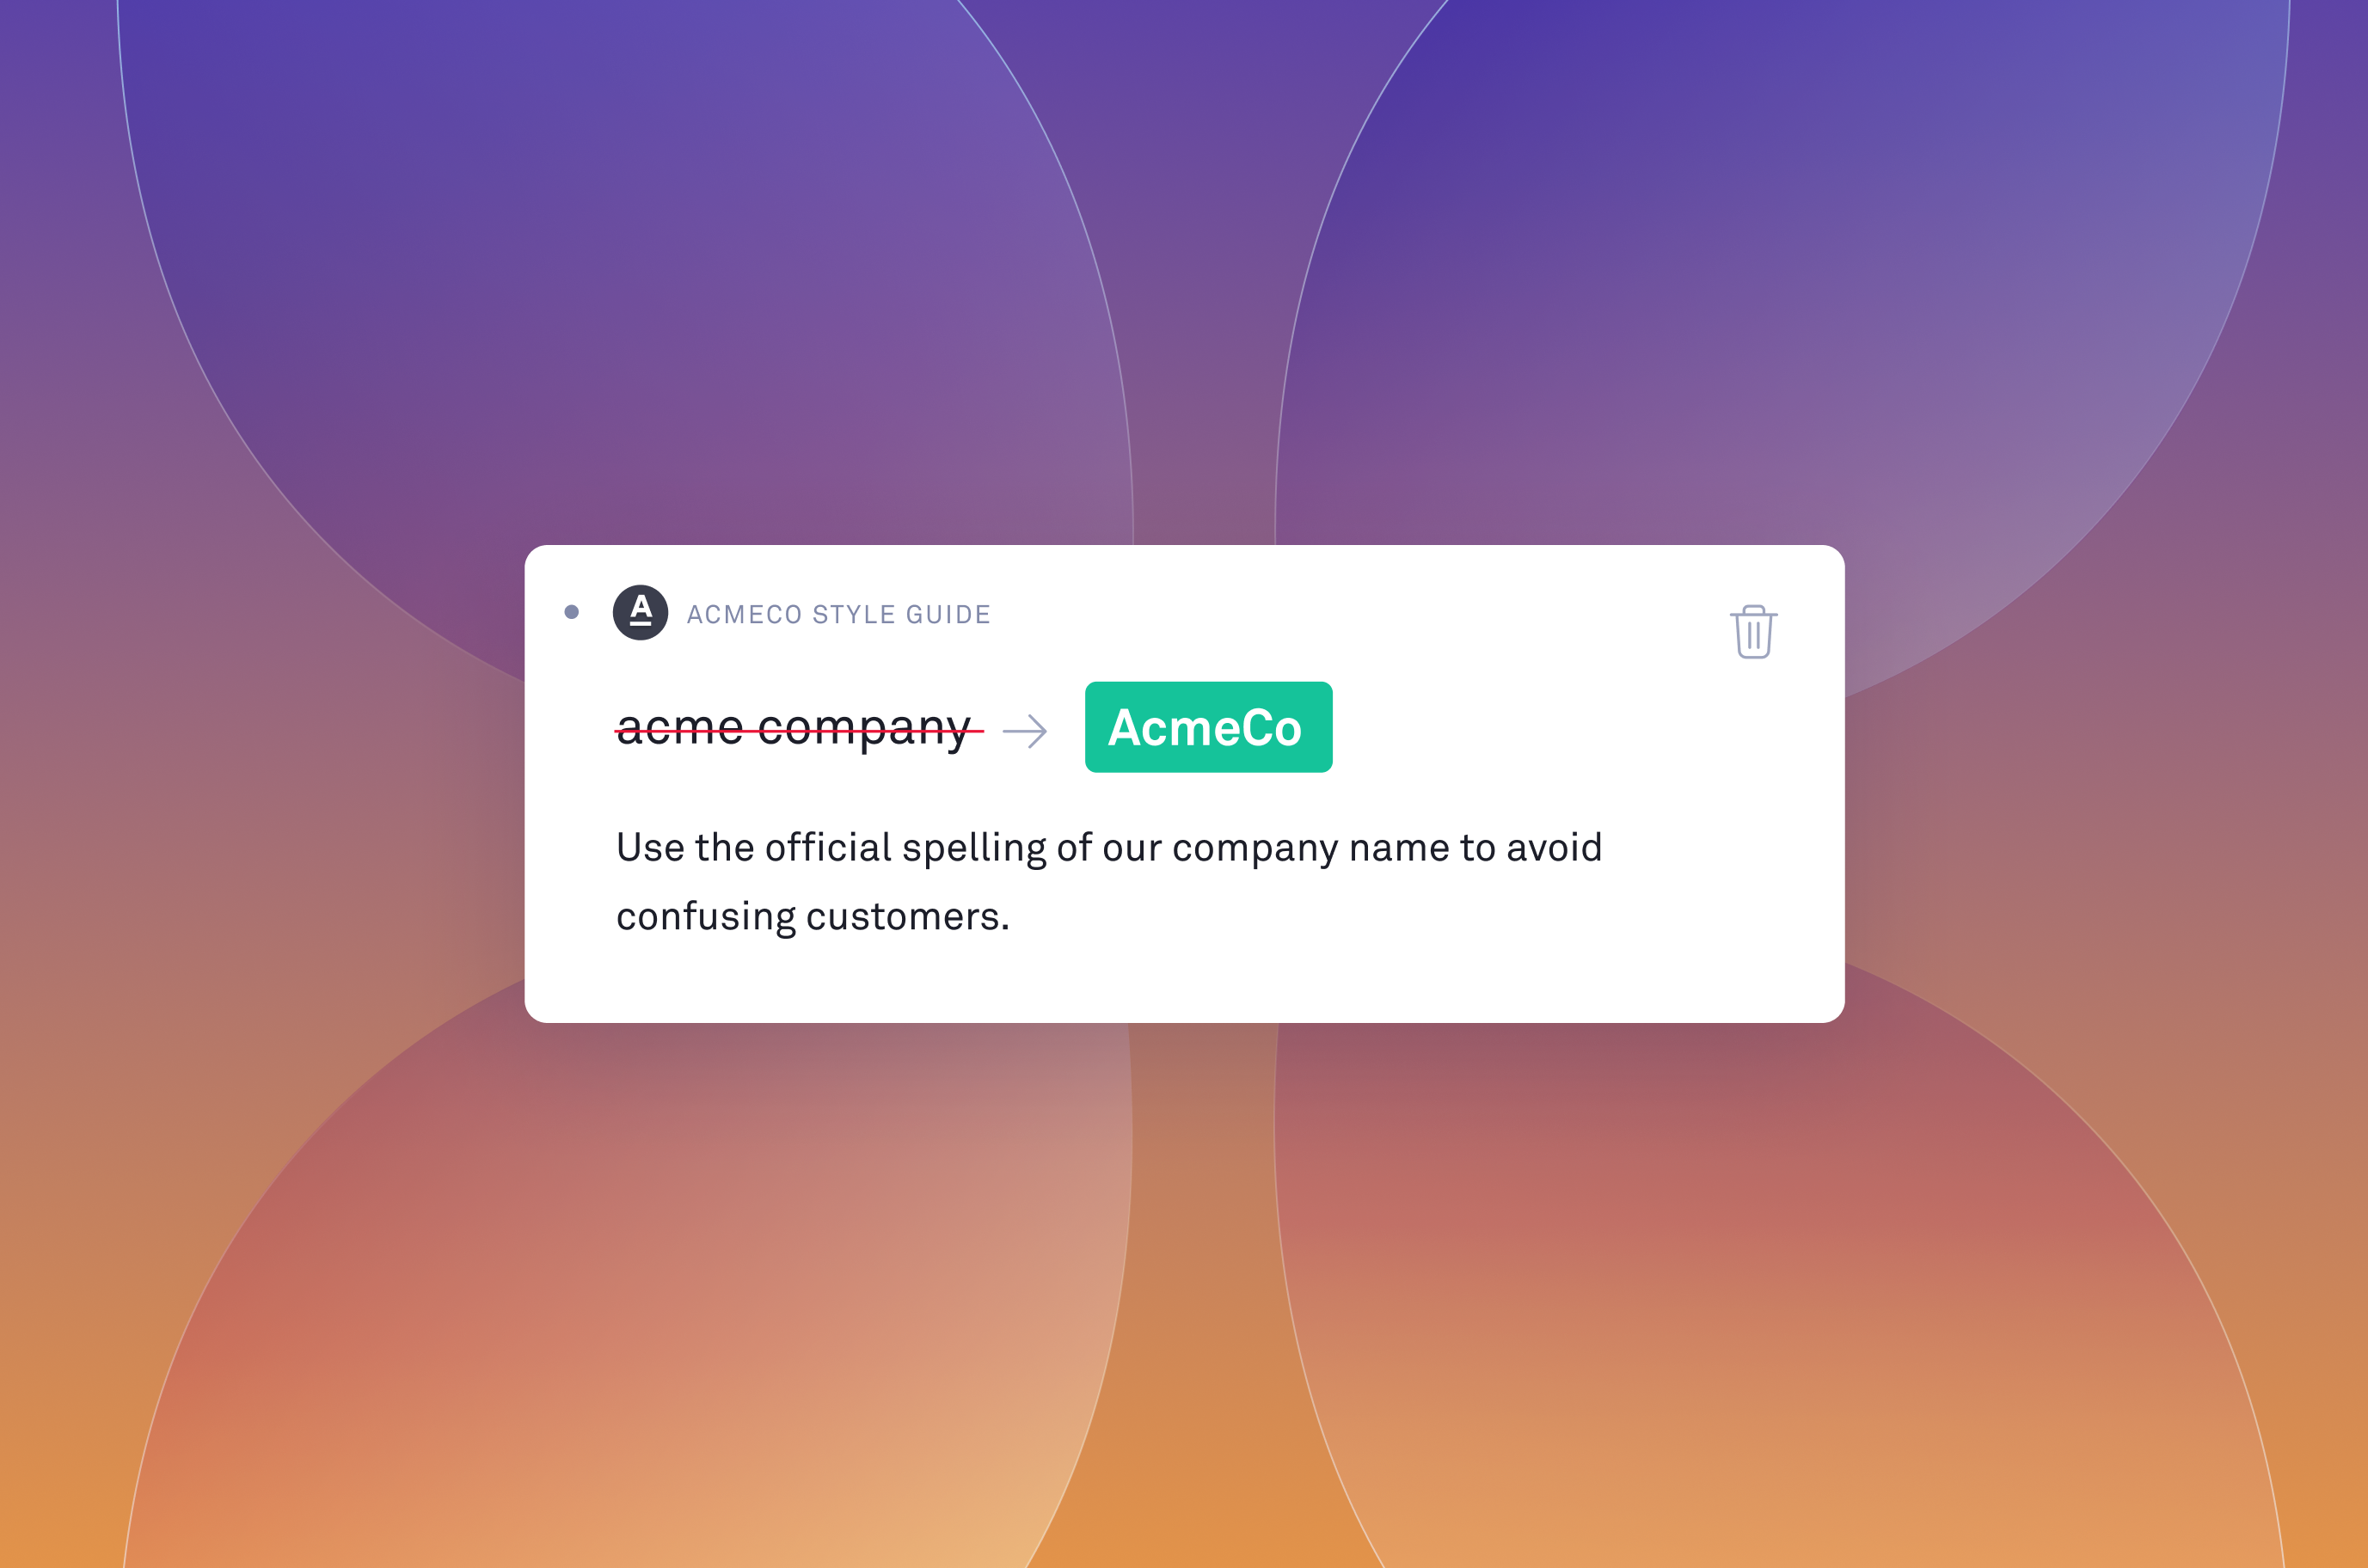 A ACMECO STYLE GUIDE
acme company → AcmeCo
Use the official spelling of our company name to avoid
confusing customers.